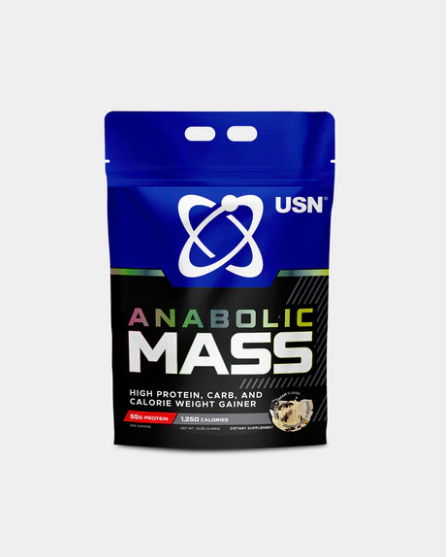 USN®
ANABOLIC
MASS
HIGH PROTEIN, CARB, AND
CALORIE WEIGHT GAINER
55G PROTEIN 1,250 CALORIES
DIETARY SUPPLEMENT